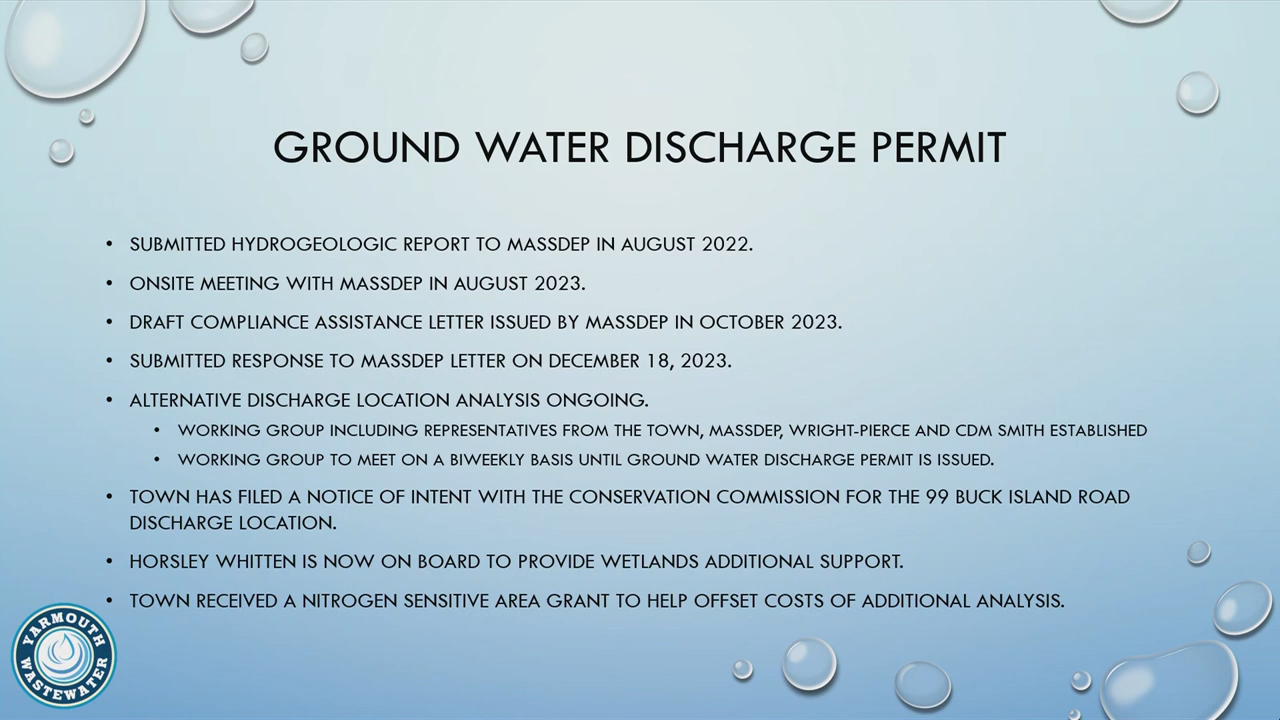 GROUND WATER DISCHARGE PERMIT
• SUBMITTED HYDROGEOLOGIC REPORT TO MASSDEP IN AUGUST 2022.
• ONSITE MEETING WITH MASSDEP IN AUGUST 2023.
• DRAFT COMPLIANCE ASSISTANCE LETTER ISSUED BY MASSDEP IN OCTOBER 2023.
• SUBMITTED RESPONSE TO MASSDEP LETTER ON DECEMBER 18, 2023.
• ALTERNATIVE DISCHARGE LOCATION ANALYSIS ONGOING.
• WORKING GROUP INCLUDING REPRESENTATIVES FROM THE TOWN, MASSDEP, WRIGHT-PIERCE AND CDM SMITH ESTABLISHED
• WORKING GROUP TO MEET ON A BIWEEKLY BASIS UNTIL GROUND WATER DISCHARGE PERMIT IS ISSUED.
• TOWN HAS FILED A NOTICE OF INTENT WITH THE CONSERVATION COMMISSION FOR THE 99 BUCK ISLAND ROAD
DISCHARGE LOCATION.
• HORSLEY WHITTEN IS NOW ON BOARD TO PROVIDE WETLANDS ADDITIONAL SUPPORT.
• TOWN RECEIVED A NITROGEN SENSITIVE AREA GRANT TO HELP OFFSET COSTS OF ADDITIONAL ANALYSIS.
YARMOUTH
WASTEWATER